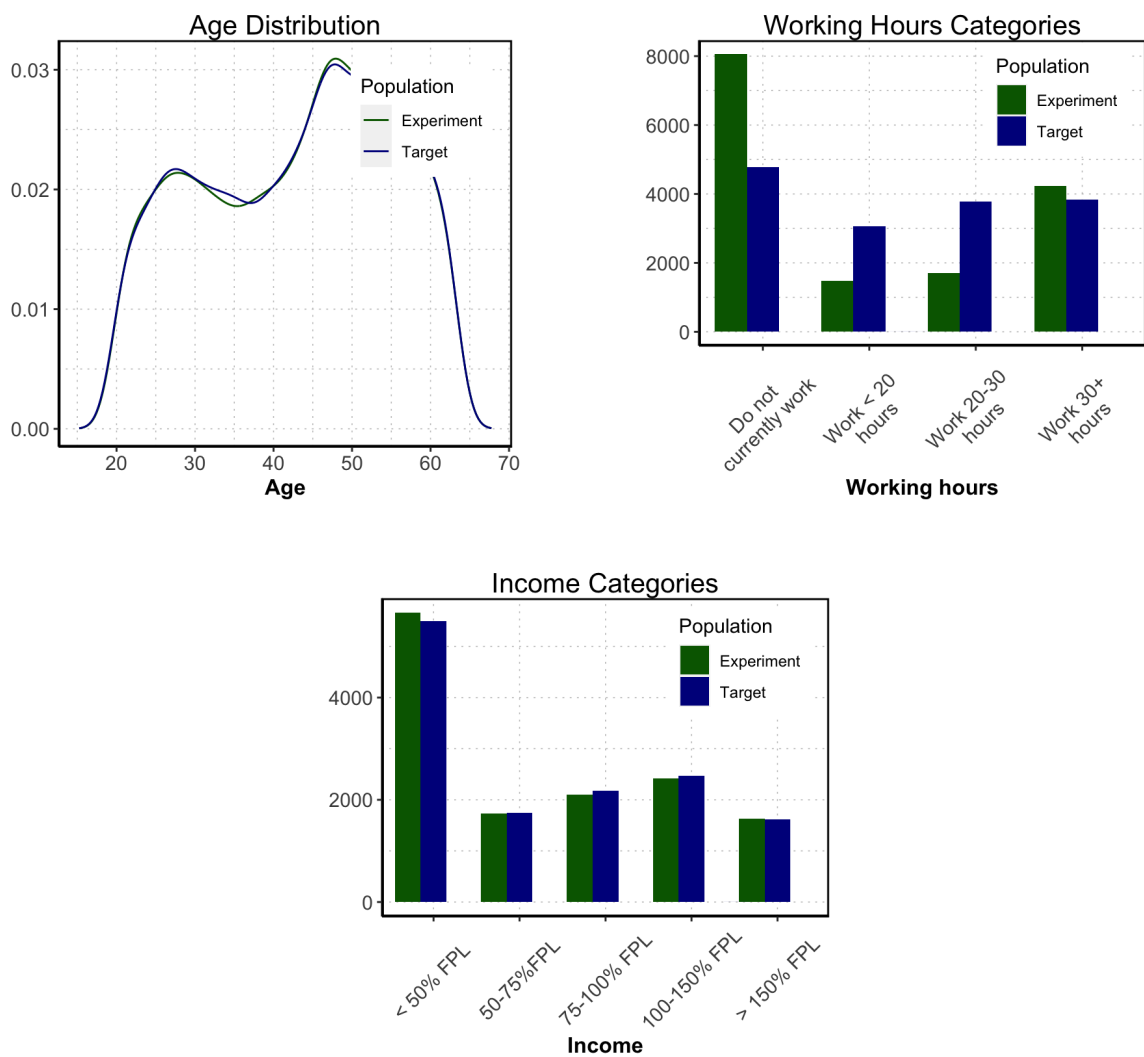 Age Distribution
0.03
0.02
0.01
0.00
Population
Experiment
Target
20
30
40
50
60
70
Age
Working Hours Categories
8000
6000
4000
2000
0
Population
Experiment
Target
Do not
currently work
Work < 20
hours
Work 20-30
hours
Work 30+
hours
Working hours
Income Categories
4000
2000
0
Population
Experiment
Target
< 50% FPL
50-75%FPL
75-100% FPL
100-150% FPL
> 150% FPL
Income